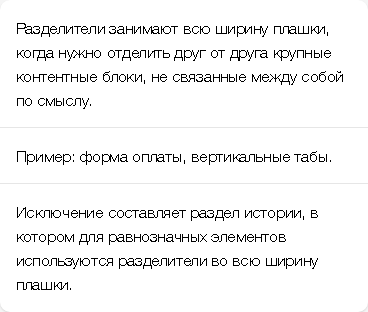 Разделители занимают всю ширину плашки,
когда нужно отделить друг от друга крупные
контентные блоки, не связанные между собой
по смыслу.
Пример: форма оплаты, вертикальные табы.
Исключение составляет раздел истории, в
котором для равнозначных элементов
используются разделители во всю ширину
плашки.